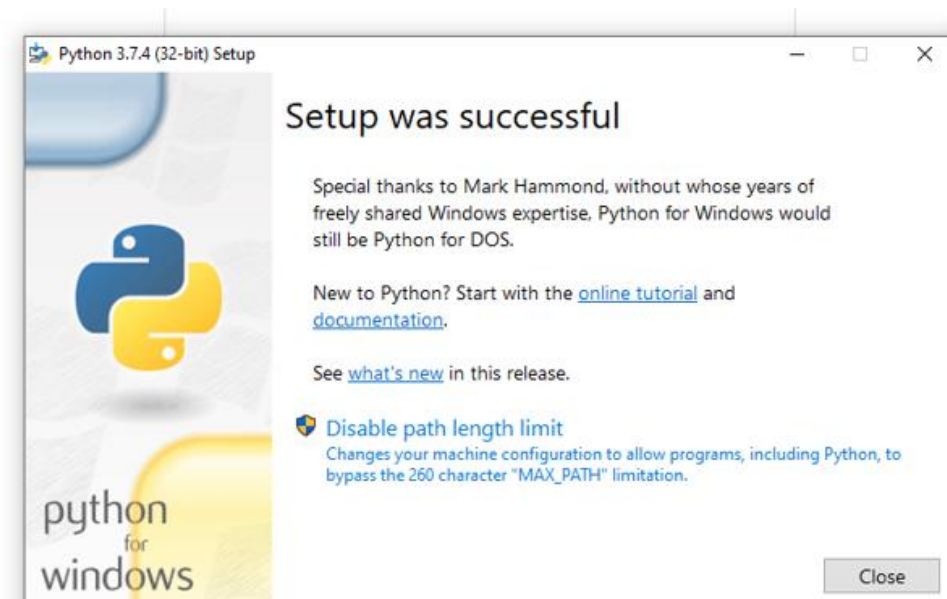 Python 3.7.4 (32-bit) Setup
Setup was successful
Special thanks to Mark Hammond, without whose years of
freely shared Windows expertise, Python for Windows would
still be Python for DOS.
New to Python? Start with the online tutorial and
documentation.
See what's new in this release.
Disable path length limit
Changes your machine configuration to allow programs, including Python, to
bypass the 260 character "MAX_PATH" limitation.
python
for
windows
Close